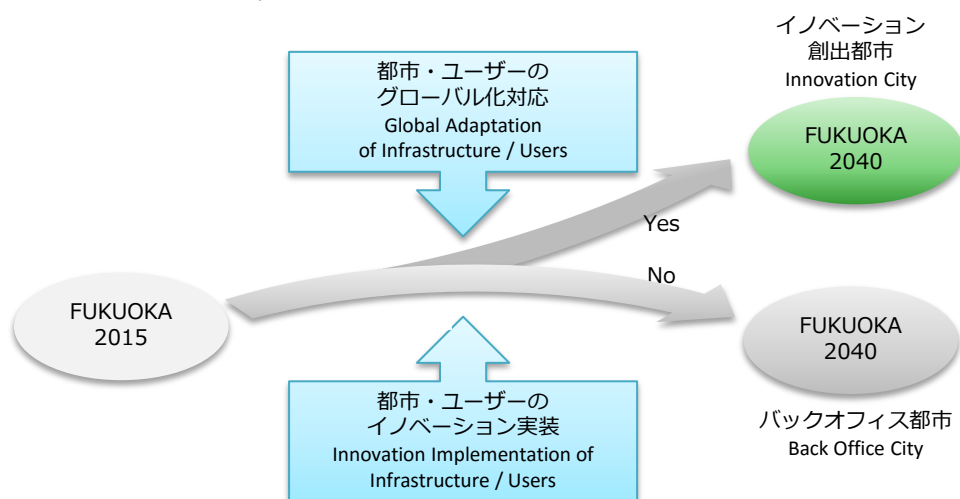 イノベーション
創出都市
Innovation City
都市・ユーザーの
グローバル化対応
Global Adaptation
of Infrastructure / Users
FUKUOKA
2040
Yes
No
FUKUOKA
2015
FUKUOKA
2040
都市・ユーザーの
イノベーション実装
Innovation Implementation of
Infrastructure / Users
バックオフィス都市
Back Office City